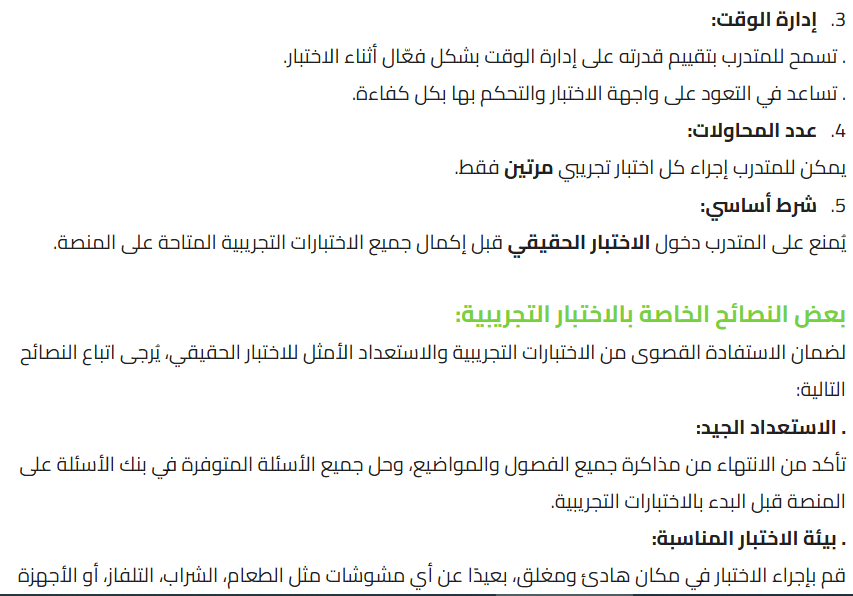 3. إدارة الوقت:
. تسمح للمتدرب بتقييم قدرته على إدارة الوقت بشكل فعّال أثناء الاختبار.
. تساعد في التعود على واجهة الاختبار والتحكم بها بكل كفاءة.
4. عدد المحاولات:
يمكن للمتدرب إجراء كل اختبار تجريبي مرتين فقط.
5. شرط أساسي:
يُمنع على المتدرب دخول الاختبار الحقيقي قبل إكمال جميع الاختبارات التجريبية المتاحة على المنصة.
بعض النصائح الخاصة بالاختبار التجريبية:
لضمان الاستفادة القصوى من الاختبارات التجريبية والاستعداد الأمثل للاختبار الحقيقي، يُرجى اتباع النصائح
التالية:
. الاستعداد الجيد:
تأكد من الانتهاء من مذاكرة جميع الفصول والمواضيع، وحل جميع الأسئلة المتوفرة في بنك الأسئلة على
المنصة قبل البدء بالاختبارات التجريبية.
. بيئة الاختبار المناسبة:
قم بإجراء الاختبار في مكان هادئ ومغلق، بعيدًا عن أي مشوشات مثل الطعام، الشراب، التلفاز، أو الأجهزة